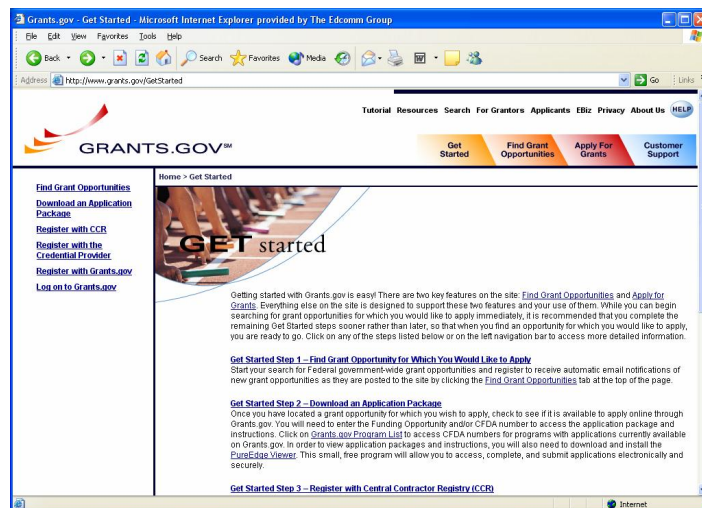 Grants.gov - Get Started - Microsoft Internet Explorer provided by The Edcomm Group
File Edit View Favorites Tools Help
Back Search Favorites Media
Address http://www.grants.gov/GetStarted Go Links
Tutorial Resources Search For Grantors Applicants EBiz Privacy About Us HELP
GRANTS.GOV℠
Get Started
Find Grant Opportunities
Apply For Grants
Customer Support
Home > Get Started
Find Grant Opportunities
Download an Application
Package
Register with CCR
Register with the
Credential Provider
Register with Grants.gov
Log on to Grants.gov
GET started
Getting started with Grants.gov is easy! There are two key features on the site: Find Grant Opportunities and Apply for
Grants. Everything else on the site is designed to support these two features and your use of them. While you can begin
searching for grant opportunities for which you would like to apply immediately, it is recommended that you complete the
remaining Get Started steps sooner rather than later, so that when you find an opportunity for which you would like to apply,
you are ready to go. Click on any of the steps listed below or on the left navigation bar to access more detailed information.
Get Started Step 1 – Find Grant Opportunity for Which You Would Like to Apply
Start your search for Federal government-wide grant opportunities and register to receive automatic email notifications of
new grant opportunities as they are posted to the site by clicking the Find Grant Opportunities tab at the top of the page.
Get Started Step 2 – Download an Application Package
Once you have located a grant opportunity for which you wish to apply, check to see if it is available to apply online through
Grants.gov. You will need to enter the Funding Opportunity and/or CFDA number to access the application package and
instructions. Click on Grants.gov Program List to access CFDA numbers for programs with applications currently available
on Grants.gov. In order to view application packages and instructions, you will also need to download and install the
PureEdge Viewer. This small, free program will allow you to access, complete, and submit applications electronically and
securely.
Get Started Step 3 – Register with Central Contractor Registry (CCR)
Internet